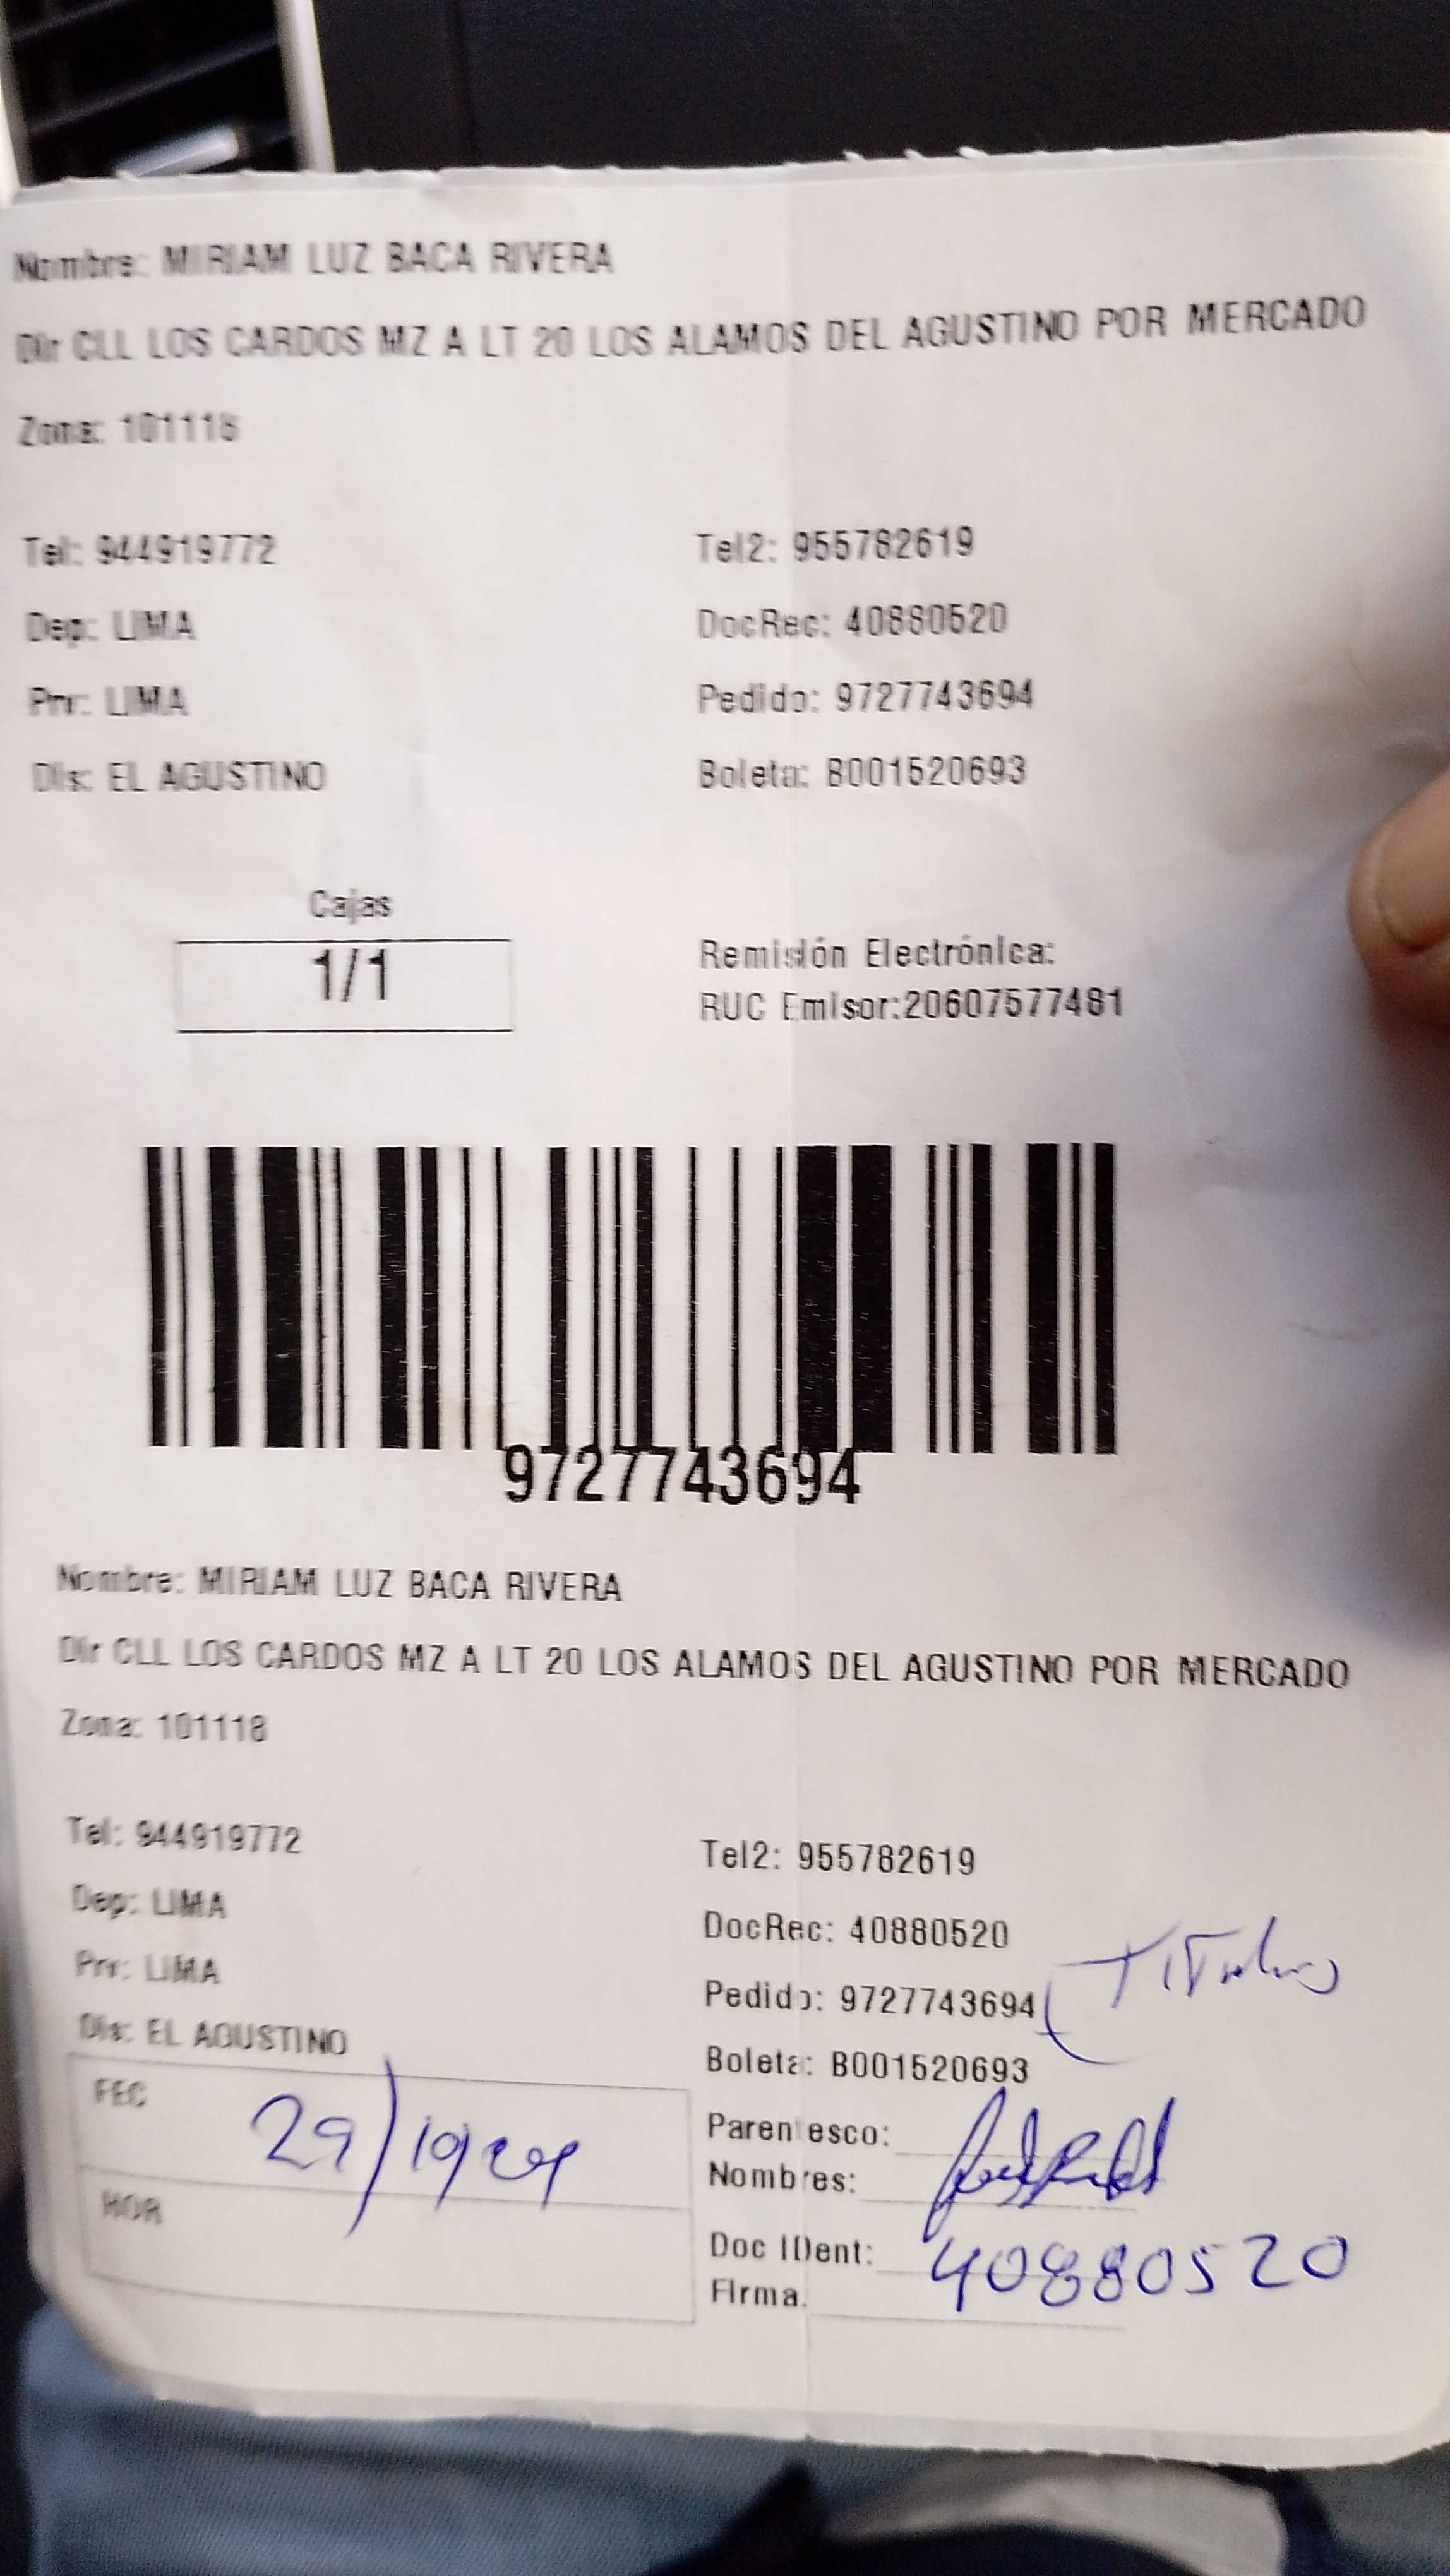 Nombre: MIRIAM LUZ BACA RIVERA
Dir CLL LOS CARDOS MZ A LT 20 LOS ALAMOS DEL AGUSTINO POR MERCADO
Zona: 101118
Tel: 944919772 Tel2: 955782619
Dep: LIMA DocRec: 40880520
Prv: LIMA Pedido: 9727743694
Dis: EL AGUSTINO Boleta: B001520693
Cajas
1/1
Remisión Electrónica:
RUC Emisor:20607577481
9727743694
Nombre: MIRIAM LUZ BACA RIVERA
Dir CLL LOS CARDOS MZ A LT 20 LOS ALAMOS DEL AGUSTINO POR MERCADO
Zona: 101118
Tel: 944919772 Tel2: 955782619
Dep: LIMA DocRec: 40880520
Prv: LIMA Pedido: 9727743694 Titular
Dis: EL AGUSTINO Boleta: B001520693
FEC 29/10/24 Parentesco:
HOR Nombres:
Doc IDent: 40880520
Firma.